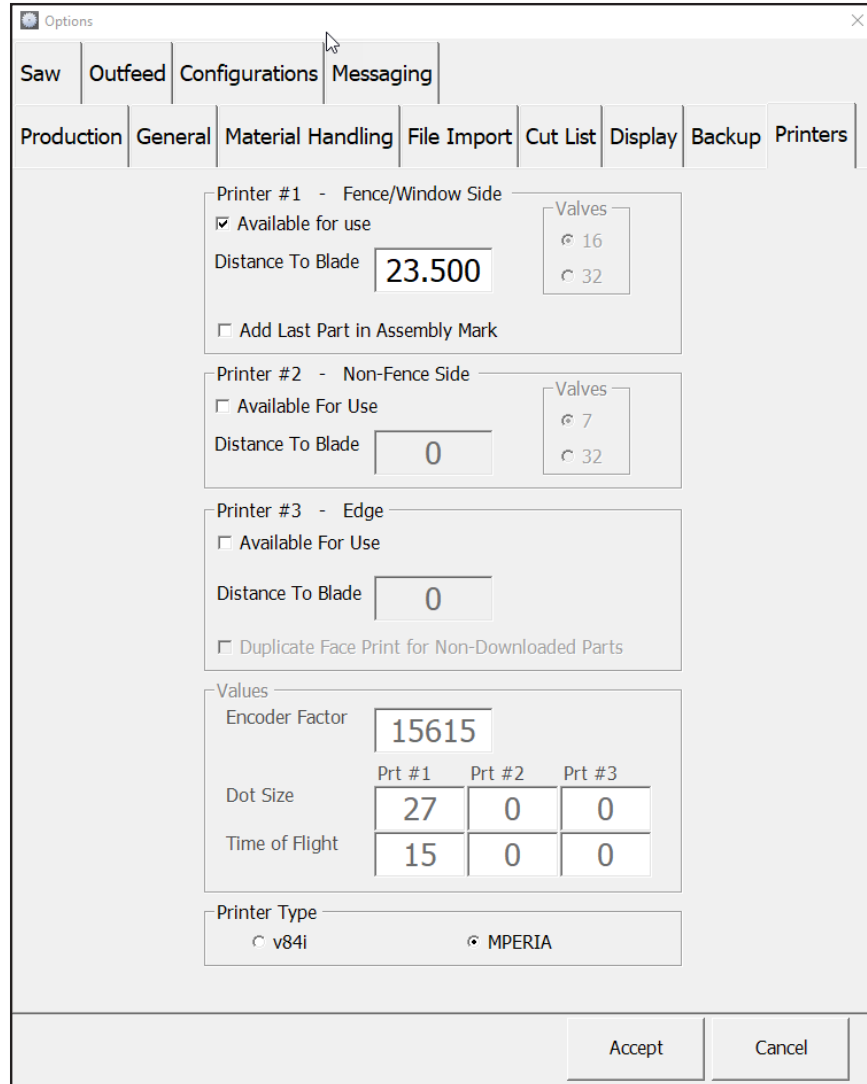 Options
Saw Outfeed Configurations Messaging
Production General Material Handling File Import Cut List Display Backup Printers
Printer #1 - Fence/Window Side
Available for use
Valves
16
Distance To Blade 23.500
32
Add Last Part in Assembly Mark
Printer #2 - Non-Fence Side
Available For Use
Valves
7
Distance To Blade 0
32
Printer #3 - Edge
Available For Use
Distance To Blade 0
Duplicate Face Print for Non-Downloaded Parts
Values
Encoder Factor 15615
Prt #1 Prt #2 Prt #3
Dot Size 27 0 0
Time of Flight 15 0 0
Printer Type
v84i MPERIA
Accept Cancel